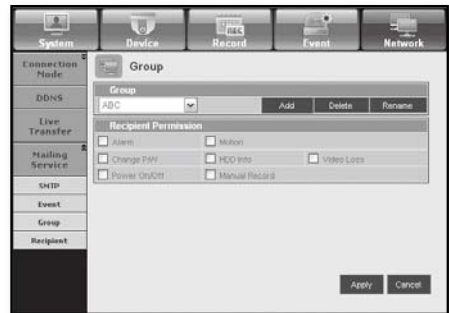 System Device Record Event Network
Connection Mode
DDNS
Live Transfer
Mailing Service
SMTP
Event
Group
Recipient
Group
Group
ABC Add Delete Rename
Recipient Permission
Alarm Motion
Change P/W HDD Info Video Loss
Power On/Off Manual Record
Apply Cancel